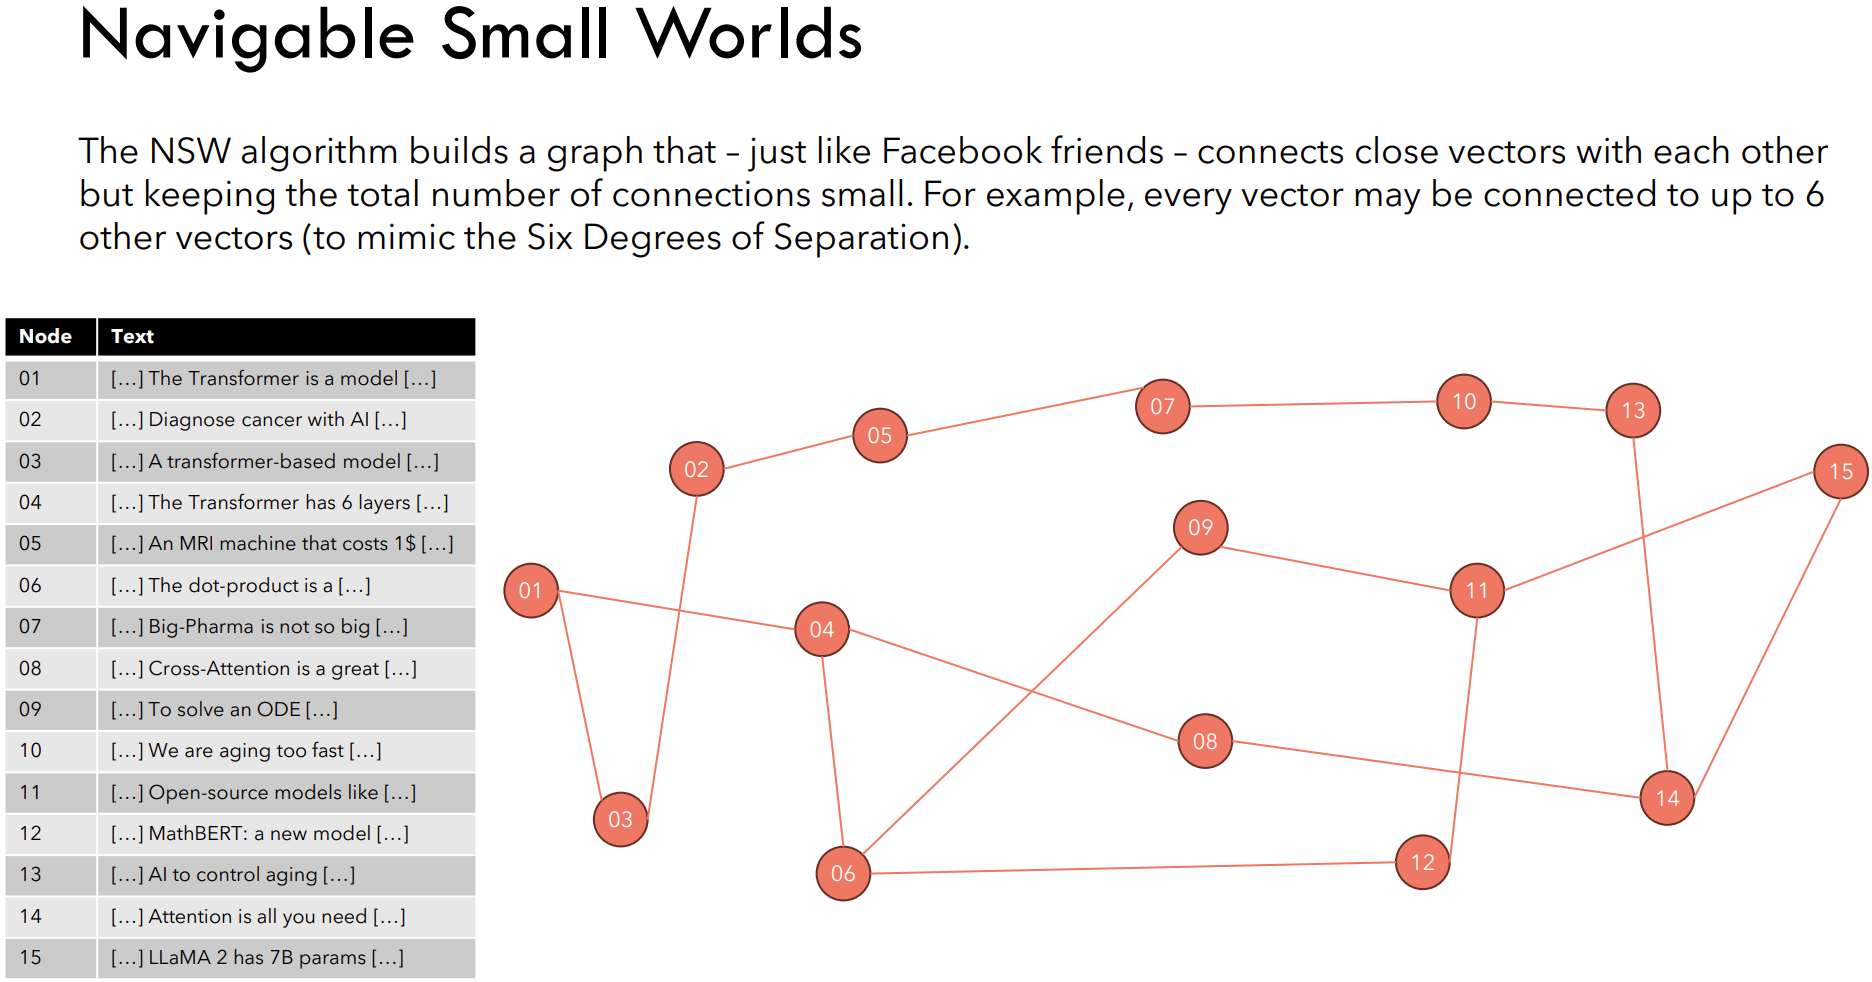 Navigable Small Worlds
The NSW algorithm builds a graph that – just like Facebook friends – connects close vectors with each other
but keeping the total number of connections small. For example, every vector may be connected to up to 6
other vectors (to mimic the Six Degrees of Separation).
Node Text
01 […] The Transformer is a model […]
02 […] Diagnose cancer with AI […]
03 […] A transformer-based model […]
04 […] The Transformer has 6 layers […]
05 […] An MRI machine that costs 1$ […]
06 […] The dot-product is a […]
07 […] Big-Pharma is not so big […]
08 […] Cross-Attention is a great […]
09 […] To solve an ODE […]
10 […] We are aging too fast […]
11 […] Open-source models like […]
12 […] MathBERT: a new model […]
13 […] AI to control aging […]
14 […] Attention is all you need […]
15 […] LLaMA 2 has 7B params […]
01
02
03
04
05
06
07
08
09
10
11
12
13
14
15